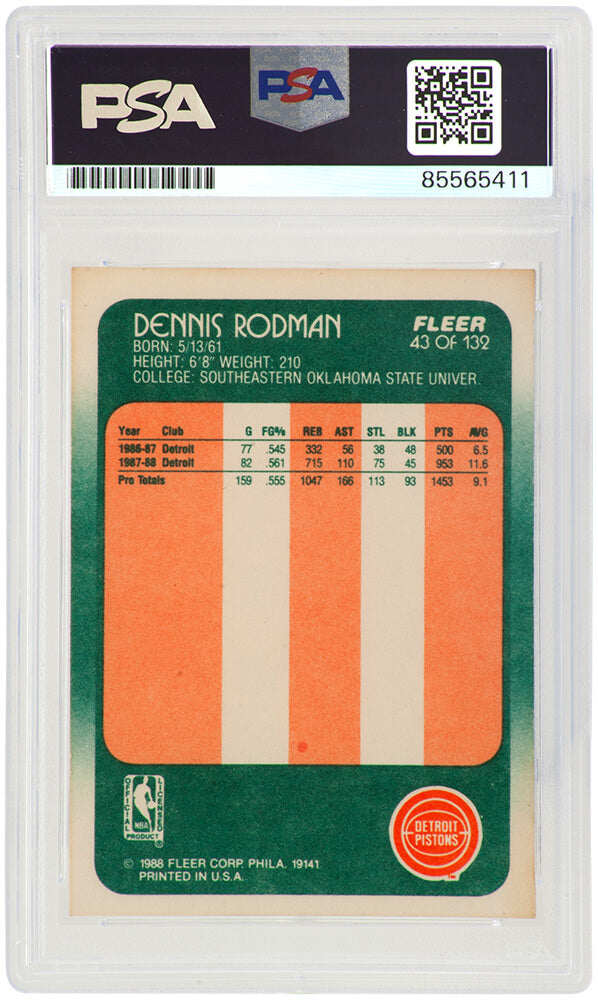 PSA
PSA
85565411
DENNIS RODMAN
BORN: 5/13/61
HEIGHT: 6'8" WEIGHT: 210
COLLEGE: SOUTHEASTERN OKLAHOMA STATE UNIVER.
FLEER
43 OF 132
Year Club G FG% REB AST STL BLK PTS AVG
1986-87 Detroit 77 .545 332 56 38 48 500 6.5
1987-88 Detroit 82 .561 715 110 75 45 953 11.6
Pro Totals 159 .555 1047 166 113 93 1453 9.1
OFFICIAL
LICENSED
NBA
PRODUCT ®
DETROIT
PISTONS
TM
© 1988 FLEER CORP. PHILA. 19141
PRINTED IN U.S.A.